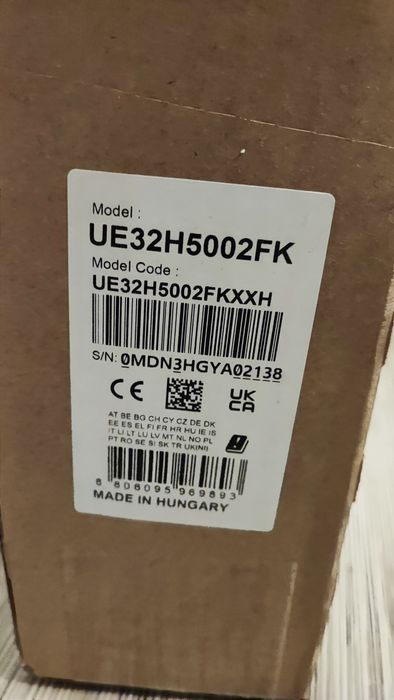 Model :
UE32H5002FK
Model Code :
UE32H5002FKXXH
S/N: 0MDN3HGYA02138
CE
UK
CA
AT BE BG CH CY CZ DE DK
EE ES EL FI FR HR HU IE IS
IT LI LT LU LV MT NL NO PL
PT RO SE SI SK TR UK(NI)
8 806095 969893
MADE IN HUNGARY